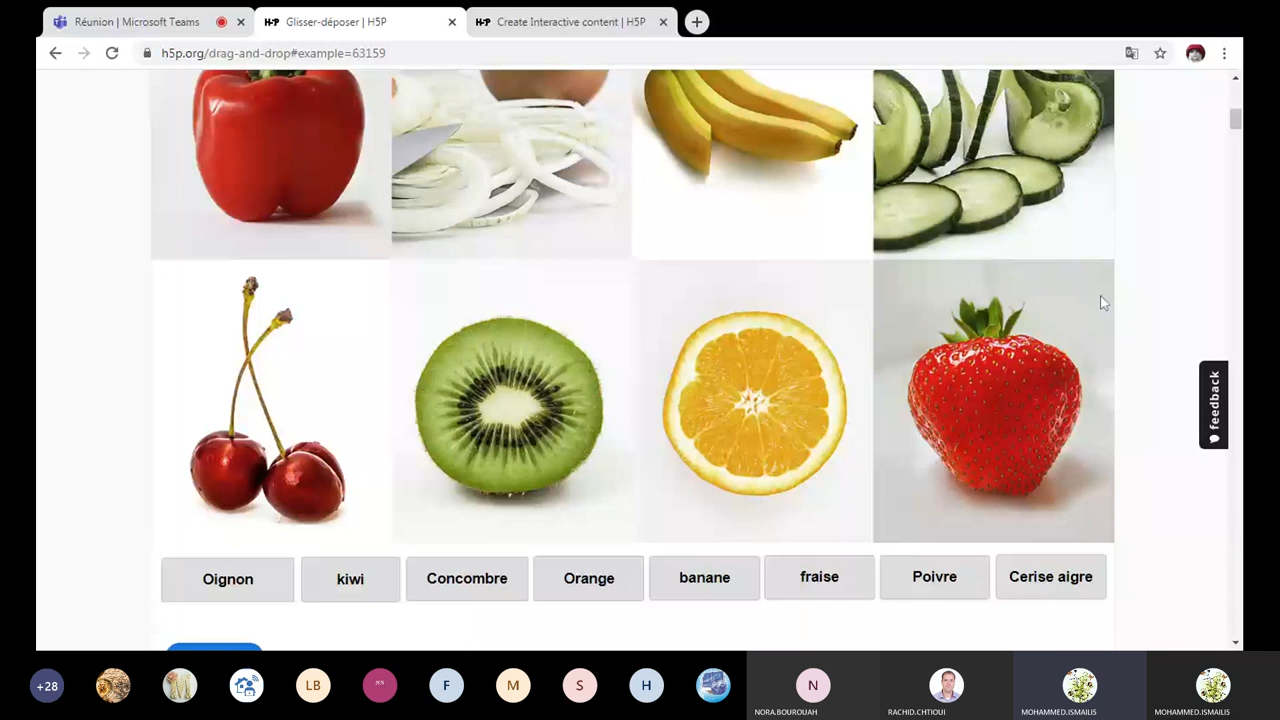 Réunion | Microsoft Teams
H-P Glisser-déposer | H5P
H-P Create Interactive content | H5P
h5p.org/drag-and-drop#example=63159
feedback
Oignon
kiwi
Concombre
Orange
banane
fraise
Poivre
Cerise aigre
+28
LB
F
M
S
H
N
NORA.BOUROUAH
RACHID.CHTIOUI
MOHAMMED.ISMAILIS
MOHAMMED.ISMAILIS